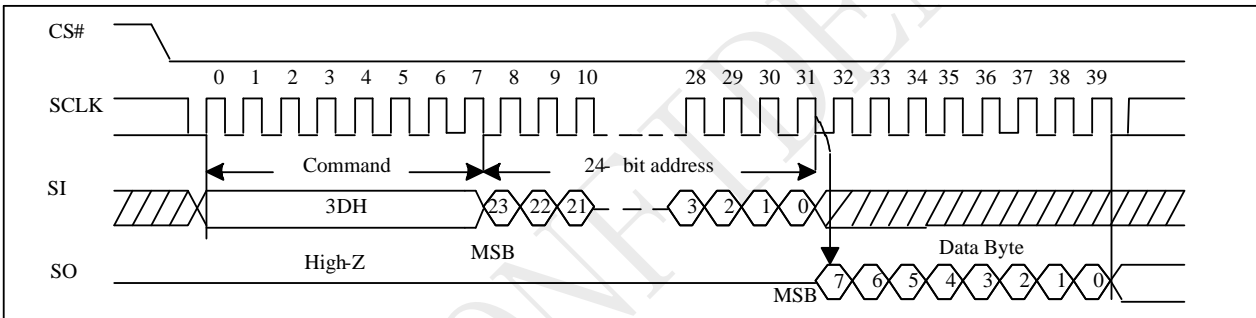 CS#
0 1 2 3 4 5 6 7 8 9 10 28 29 30 31 32 33 34 35 36 37 38 39
SCLK
Command 24- bit address
SI
3DH 23 22 21 3 2 1 0
MSB Data Byte
High-Z
SO
MSB 7 6 5 4 3 2 1 0